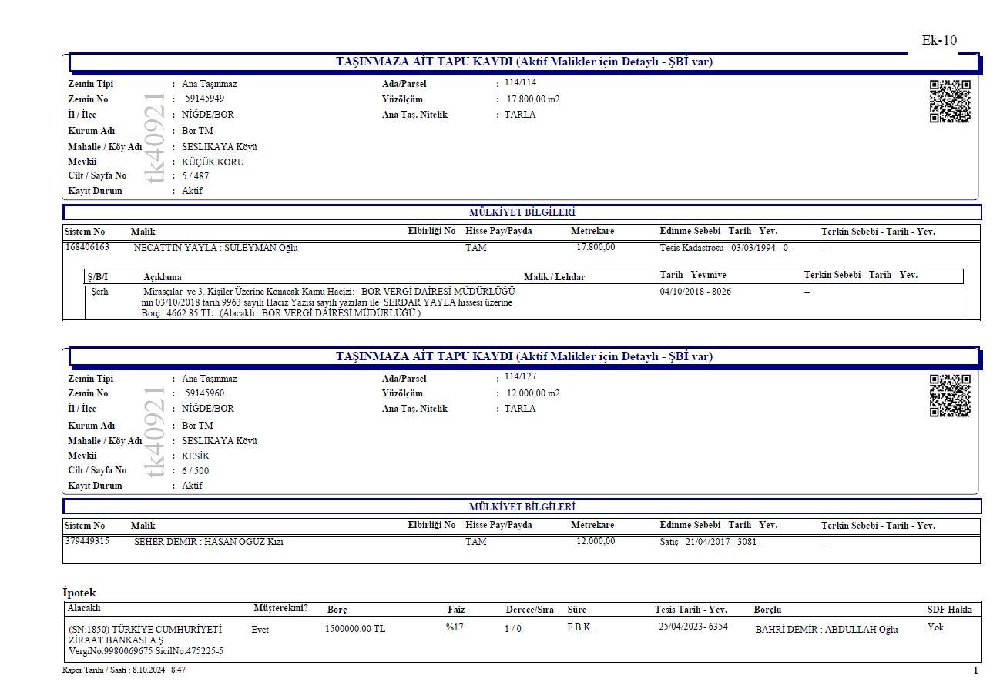 Ek-10
TAŞINMAZA AİT TAPU KAYDI (Aktif Malikler için Detaylı - ŞBİ var)
Zemin Tipi : Ana Taşınmaz Ada/Parsel : 114/114
Zemin No : 59145949 Yüzölçüm : 17.800,00 m2
İl / İlçe : NİĞDE/BOR Ana Taş. Nitelik : TARLA
Kurum Adı : Bor TM
Mahalle / Köy Adı : SESLİKAYA Köyü
Mevkii : KÜÇÜK KORU
Cilt / Sayfa No : 5 / 487
Kayıt Durum : Aktif
tk40921
MÜLKİYET BİLGİLERİ
Sistem No Malik Elbirliği No Hisse Pay/Payda Metrekare Edinme Sebebi - Tarih - Yev. Terkin Sebebi - Tarih - Yev.
168406163 NECATTİN YAYLA : SÜLEYMAN Oğlu TAM 17.800,00 Tesis Kadastrosu - 03/03/1994 - 0- - -
Ş/B/İ Açıklama Malik / Lehdar Tarih - Yevmiye Terkin Sebebi - Tarih - Yev.
Şerh Mirasçılar ve 3. Kişiler Üzerine Konacak Kamu Hacizi: BOR VERGİ DAİRESİ MÜDÜRLÜĞÜ 04/10/2018 - 8026 --
nin 03/10/2018 tarih 9963 sayılı Haciz Yazısı sayılı yazıları ile SERDAR YAYLA hissesi üzerine
Borç: 4662.85 TL . (Alacaklı: BOR VERGİ DAİRESİ MÜDÜRLÜĞÜ )
TAŞINMAZA AİT TAPU KAYDI (Aktif Malikler için Detaylı - ŞBİ var)
Zemin Tipi : Ana Taşınmaz Ada/Parsel : 114/127
Zemin No : 59145960 Yüzölçüm : 12.000,00 m2
İl / İlçe : NİĞDE/BOR Ana Taş. Nitelik : TARLA
Kurum Adı : Bor TM
Mahalle / Köy Adı : SESLİKAYA Köyü
Mevkii : KESİK
Cilt / Sayfa No : 6 / 500
Kayıt Durum : Aktif
tk40921
MÜLKİYET BİLGİLERİ
Sistem No Malik Elbirliği No Hisse Pay/Payda Metrekare Edinme Sebebi - Tarih - Yev. Terkin Sebebi - Tarih - Yev.
379449315 SEHER DEMİR : HASAN OĞUZ Kızı TAM 12.000,00 Satış - 21/04/2017 - 3081- - -
İpotek
Alacaklı Müşterekmi? Borç Faiz Derece/Sıra Süre Tesis Tarih - Yev. Borçlu SDF Hakkı
(SN:1850) TÜRKİYE CUMHURİYETİ Evet 1500000.00 TL %17 1 / 0 F.B.K. 25/04/2023- 6354 BAHRİ DEMİR : ABDULLAH Oğlu Yok
ZİRAAT BANKASI A.Ş.
VergiNo:9980069675 SicilNo:475225-5
Rapor Tarihi / Saati : 8.10.2024 8:47
1